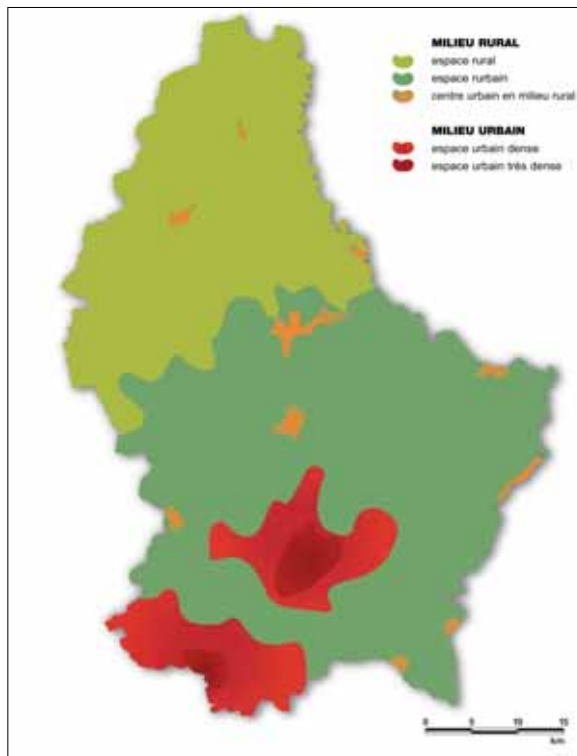 MILIEU RURAL
espace rural
espace rurbain
centre urbain en milieu rural
MILIEU URBAIN
espace urbain dense
espace urbain très dense
0 5 10 15
km